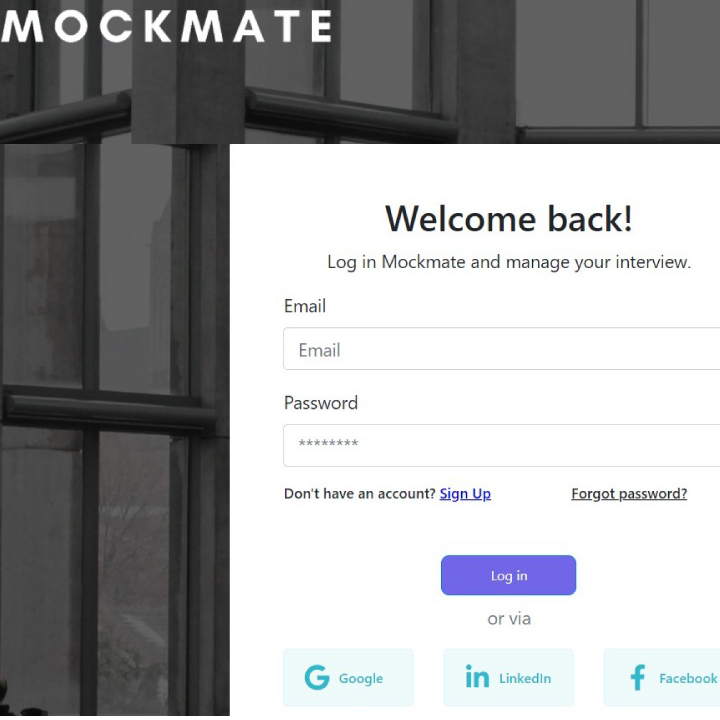 MOCKMATE
Welcome back!
Log in Mockmate and manage your interview.
Email
Email
Password
********
Don't have an account? Sign Up Forgot password?
Log in
or via
Google LinkedIn Facebook